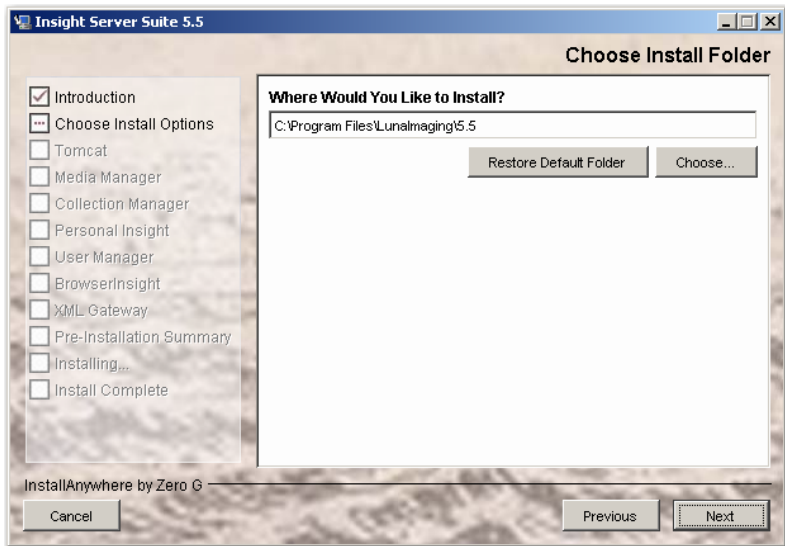 Insight Server Suite 5.5
Choose Install Folder
Introduction
Choose Install Options
Tomcat
Media Manager
Collection Manager
Personal Insight
User Manager
BrowserInsight
XML Gateway
Pre-Installation Summary
Installing...
Install Complete
Where Would You Like to Install?
C:\Program Files\LunaImaging\5.5
Restore Default Folder
Choose...
InstallAnywhere by Zero G
Cancel
Previous
Next